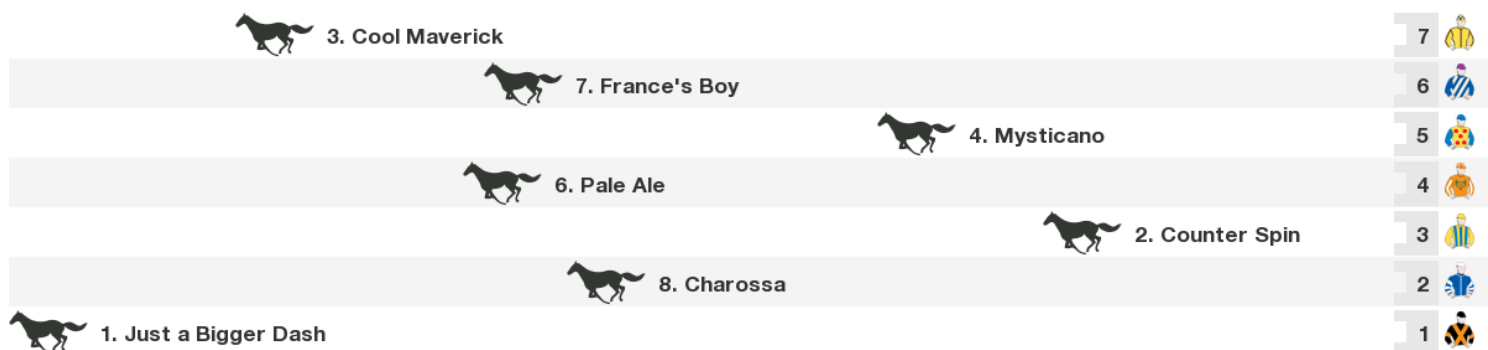 3. Cool Maverick 7
7. France's Boy 6
4. Mysticano 5
6. Pale Ale 4
2. Counter Spin 3
8. Charossa 2
1. Just a Bigger Dash 1